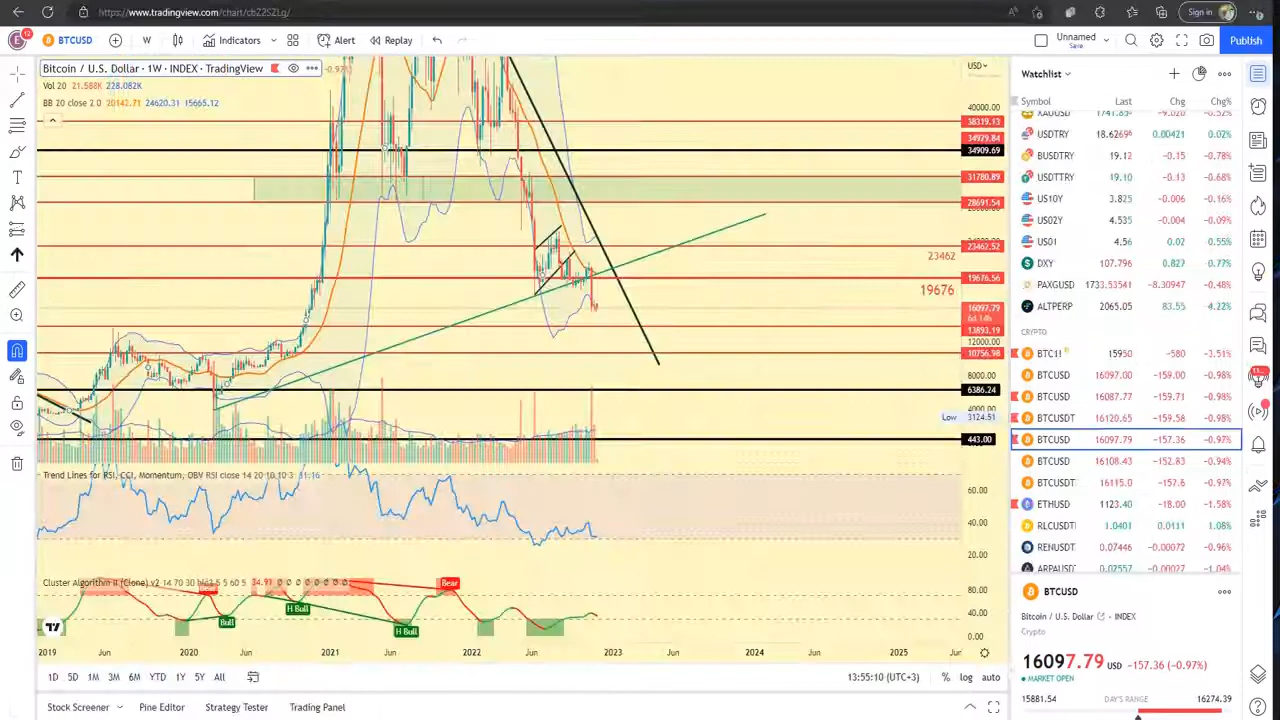 https://www.tradingview.com/chart/cbZ2SZLg/
Sign in
BTCUSD W Indicators Alert Replay Unnamed Save Publish
Bitcoin / U.S. Dollar · 1W · INDEX · TradingView -0.97%
Vol 20 21.588K 228.082K
BB 20 close 2.0 20142.71 24620.31 15665.12
USD
40000.00
38319.13
34929.84
34909.69
31780.89
28691.54
23462.52
23462
19676.56
19676
16097.79
6d 14h
13893.19
12000.00
10756.98
8000.00
6386.24
4000.00
Low 3124.51
443.00
Trend Lines for RSI, CCI, Momentum, OBV RSI close 14 20 10 10 3 31.16
60.00
40.00
20.00
Cluster Algorithm II (Clone) v2 14 70 30
34.91
Bear
Bear
Bull
H Bull
H Bull
80.00
40.00
0.00
2019 Jun 2020 Jun 2021 Jun 2022 Jun 2023 Jun 2024 Jun 2025 Jun
1D 5D 1M 3M 6M YTD 1Y 5Y All
13:55:10 (UTC+3) % log auto
Stock Screener Pine Editor Strategy Tester Trading Panel
Watchlist
Symbol Last Chg Chg%
XAUUSD 1741.85 -9.020 -0.52%
USDTRY 18.6269 0.00421 0.02%
BUSDTRY 19.12 -0.15 -0.78%
USDTTRY 19.10 -0.13 -0.68%
US10Y 3.825 -0.006 -0.16%
US02Y 4.535 -0.004 -0.09%
US01 4.56 0.02 0.55%
DXY 107.796 0.827 0.77%
PAXGUSD 1733.53541 -8.30947 -0.48%
ALTPERP 2065.05 83.55 4.22%
CRYPTO
BTC1! 15950 -580 -3.51%
BTCUSD 16097.00 -159.00 -0.98%
BTCUSD 16087.77 -159.71 -0.98%
BTCUSDT 16120.65 -159.58 -0.98%
BTCUSD 16097.79 -157.36 -0.97%
BTCUSD 16108.43 -152.83 -0.94%
BTCUSDT 16115.0 -157.6 -0.97%
ETHUSD 1123.40 -18.00 -1.58%
RLCUSDT 1.0401 0.0111 1.08%
RENUSDT 0.07446 -0.00072 -0.96%
ARPAUSDT 0.02557 -0.00027 -1.04%
BTCUSD
Bitcoin / U.S. Dollar · INDEX
Crypto
16097.79 USD -157.36 (-0.97%)
MARKET OPEN
15881.54 DAY'S RANGE 16274.39